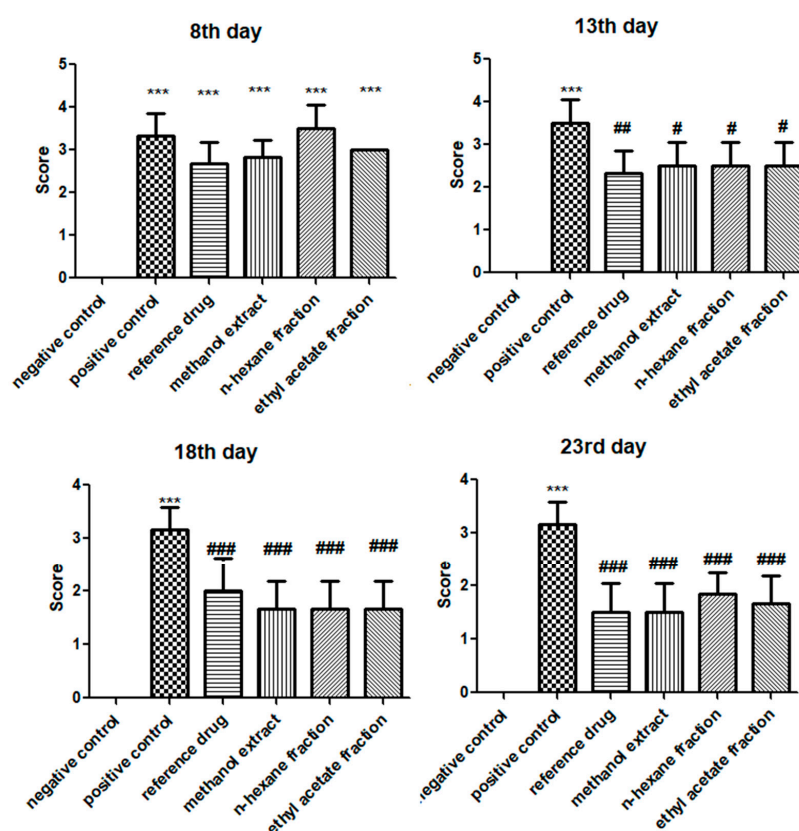 8th day
5
4
3
2
1
0
Score
*** *** *** *** ***
negative control
positive control
reference drug
methanol extract
n-hexane fraction
ethyl acetate fraction
13th day
5
4
3
2
1
0
Score
*** ## # # #
negative control
positive control
reference drug
methanol extract
n-hexane fraction
ethyl acetate fraction
18th day
4
3
2
1
0
Score
*** ### ### ### ###
negative control
positive control
reference drug
methanol extract
n-hexane fraction
ethyl acetate fraction
23rd day
4
3
2
1
0
Score
*** ### ### ### ###
negative control
positive control
reference drug
methanol extract
n-hexane fraction
ethyl acetate fraction